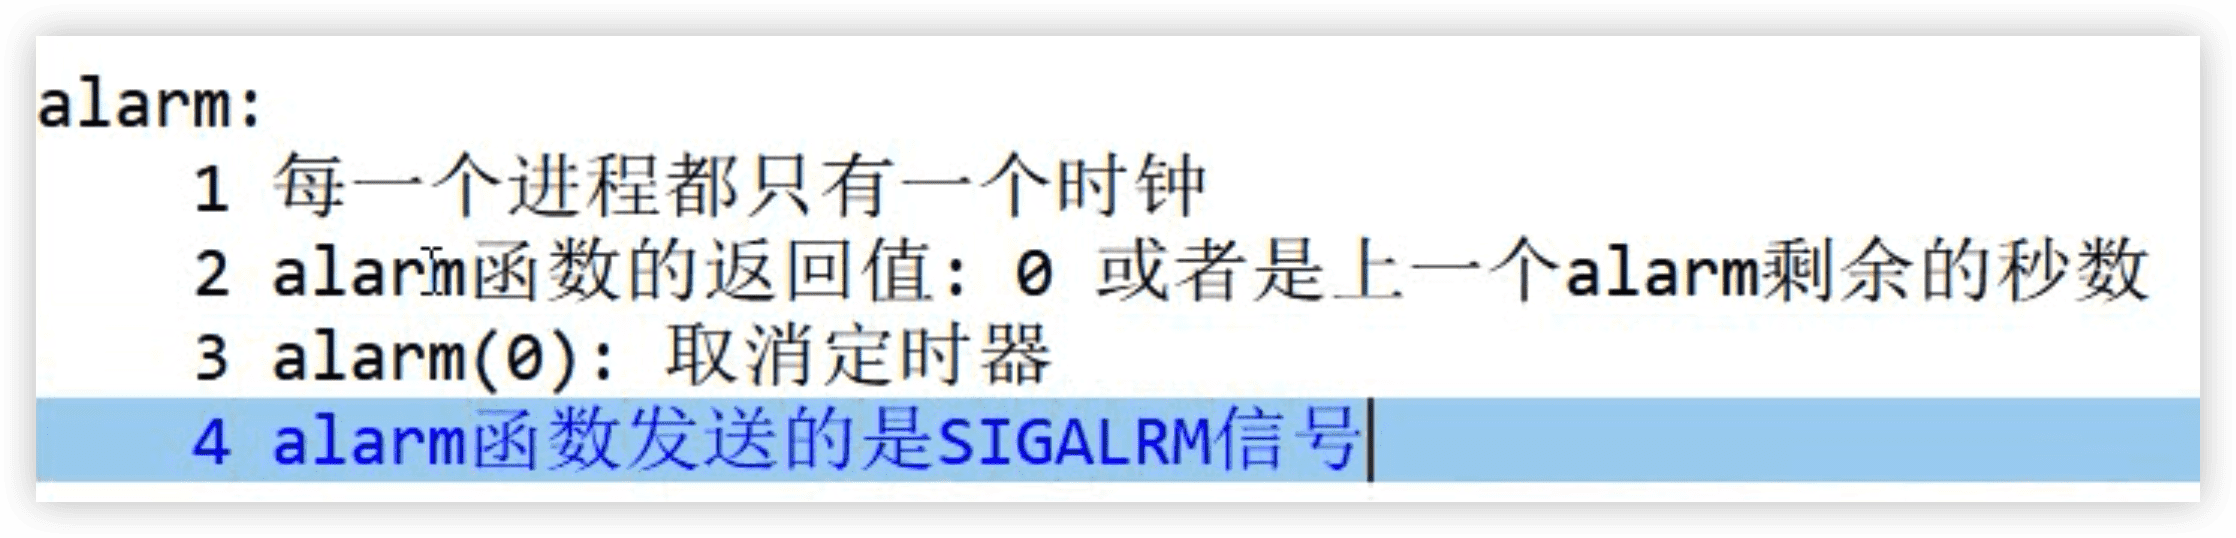 alarm:
1 每一个进程都只有一个时钟
2 alarm函数的返回值: 0 或者是上一个alarm剩余的秒数
3 alarm(0): 取消定时器
4 alarm函数发送的是SIGALRM信号